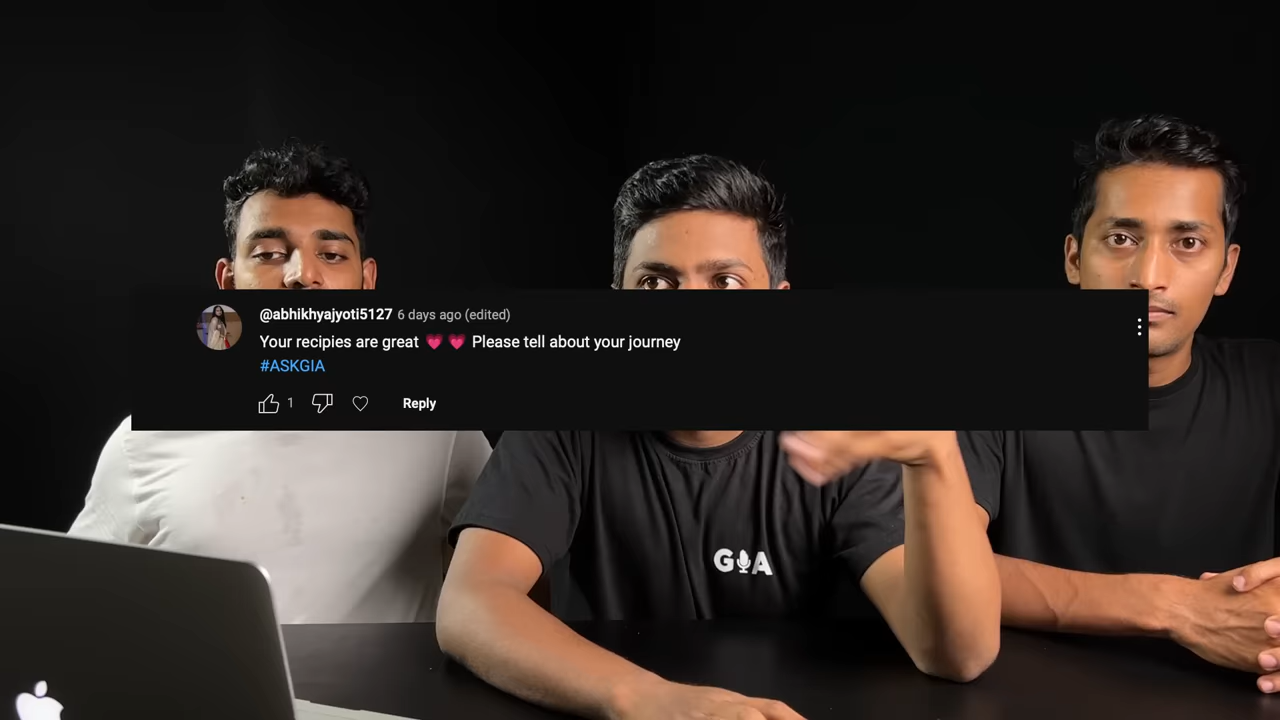 @abhikhyajyoti5127 6 days ago (edited)
Your recipies are great 💗 💗 Please tell about your journey
#ASKGIA
1
Reply
GIA